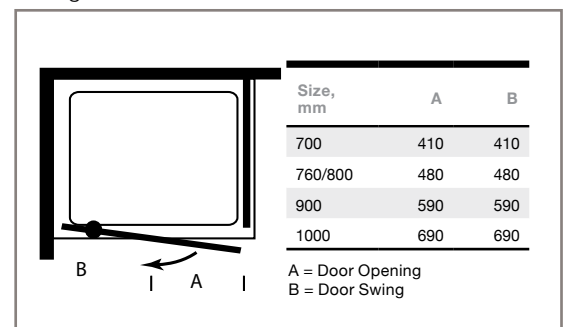 Size, mm A B
700 410 410
760/800 480 480
900 590 590
1000 690 690
A = Door Opening
B = Door Swing
B
A